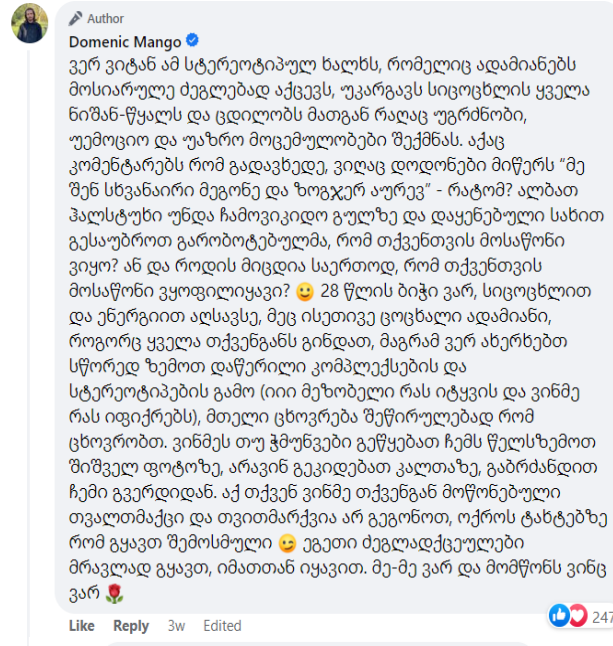 Author
Domenic Mango
ვერ ვიტან ამ სტერეოტიპულ ხალხს, რომელიც ადამიანებს
მოსიარულე ძეგლებად აქცევს, უკარგავს სიცოცხლის ყველა
ნიშან-წყალს და ცდილობს მათგან რაღაც უგრძნობი,
უემოციო და უაზრო მოცემულობები შექმნას. აქაც
კომენტარებს რომ გადავხედე, ვიღაც დოდონები მიწერს “მე
შენ სხვანაირი მეგონე და ზოგჯერ აურევ” - რატომ? ალბათ
ჰალსტუხი უნდა ჩამოვიკიდო გულზე და დაყენებული სახით
გესაუბროთ გარობოტებულმა, რომ თქვენთვის მოსაწონი
ვიყო? ან და როდის მიცდია საერთოდ, რომ თქვენთვის
მოსაწონი ვყოფილიყავი? 😉 28 წლის ბიჭი ვარ, სიცოცხლით
და ენერგიით აღსავსე, მეც ისეთივე ცოცხალი ადამიანი,
როგორც ყველა თქვენგანს გინდათ, მაგრამ ვერ ახერხებთ
სწორედ ზემოთ დაწერილი კომპლექსების და
სტერეოტიპების გამო (იიი მეზობელი რას იტყვის და ვინმე
რას იფიქრებს), მთელი ცხოვრება შეწირულებად რომ
ცხოვრობთ. ვინმეს თუ ჭმუნვები გეწყებათ ჩემს წელსზემოთ
შიშველ ფოტოზე, არავინ გეკიდებათ კალთაზე, გაბრძანდით
ჩემი გვერდიდან. აქ თქვენ ვინმე თქვენგან მოწონებული
თვალთმაქცი და თვითმარქვია არ გეგონოთ, ოქროს ტახტებზე
რომ გყავთ შემოსმული 😉 ეგეთი ძეგლადქცეულები
მრავლად გყავთ, იმათთან იყავით. მე-მე ვარ და მომწონს ვინც
ვარ 🌹
Like Reply 3w Edited
247